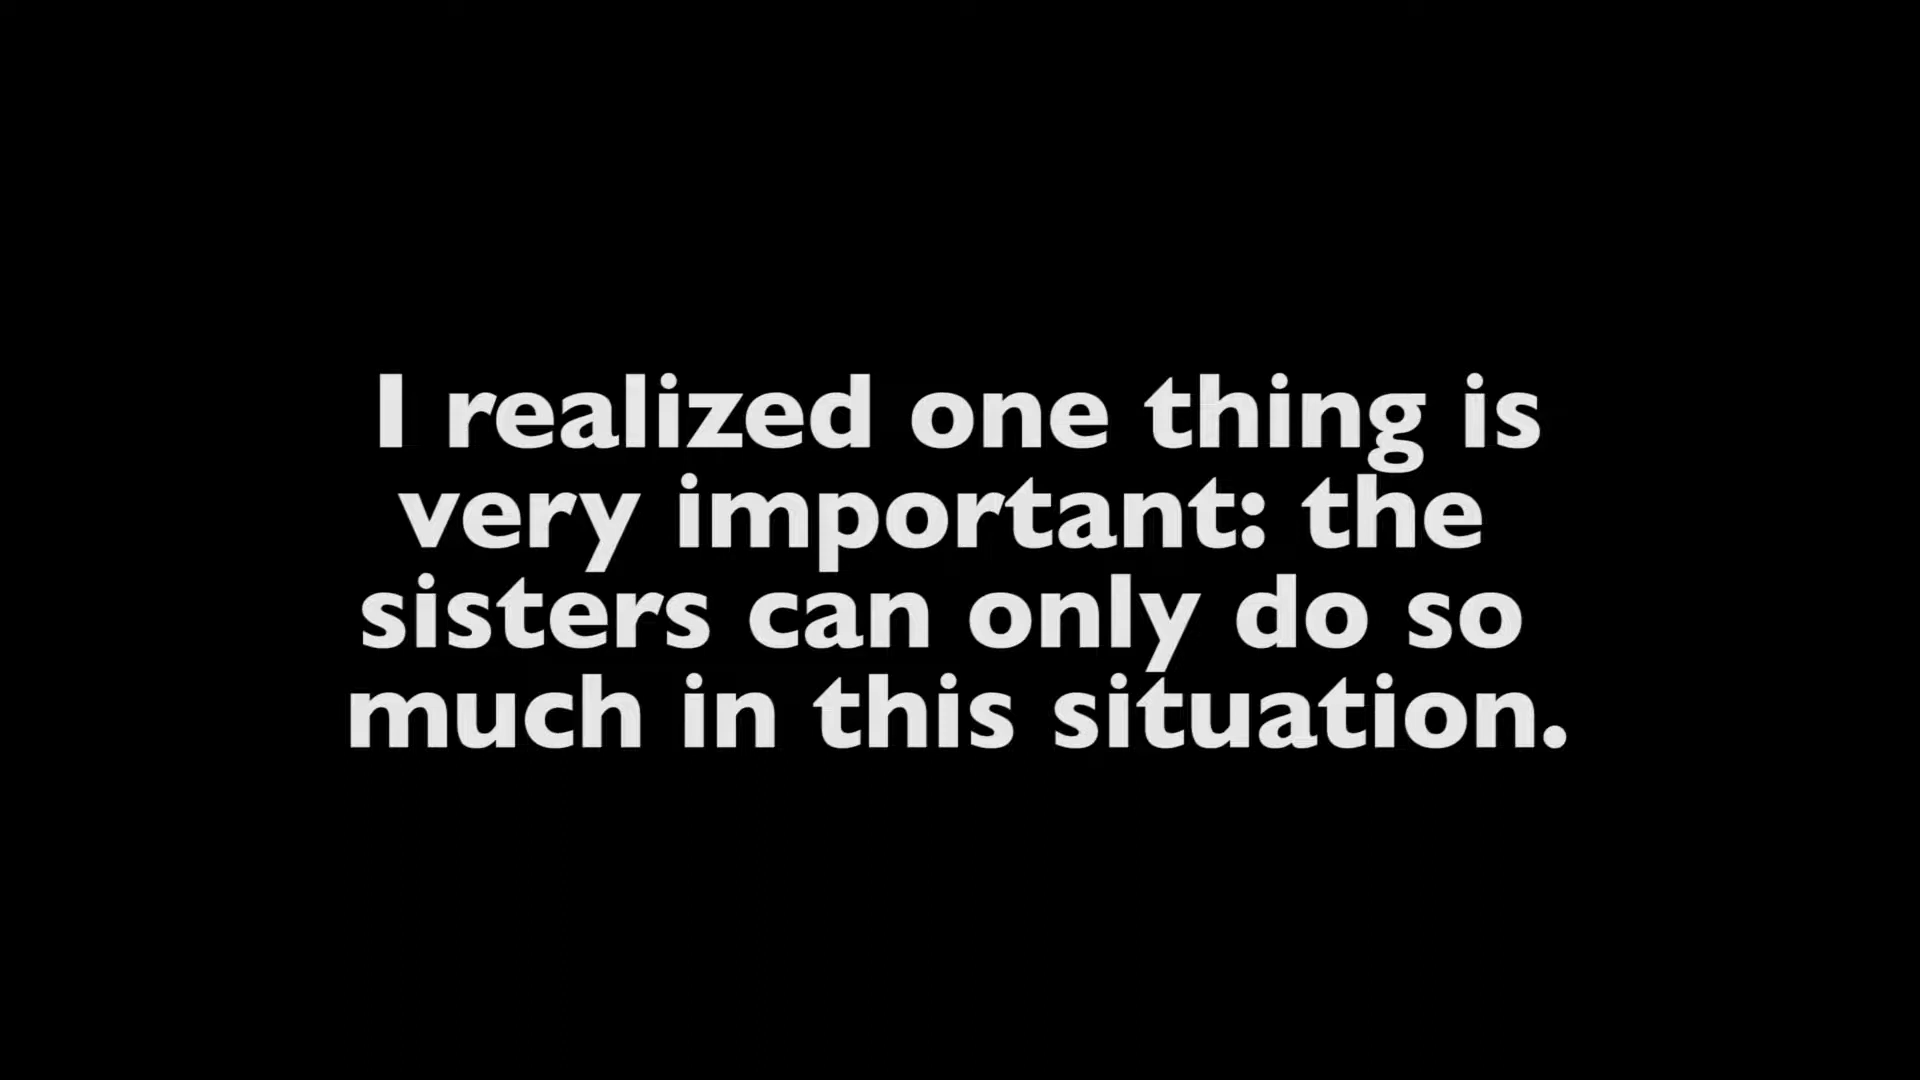 I realized one thing is
very important: the
sisters can only do so
much in this situation.